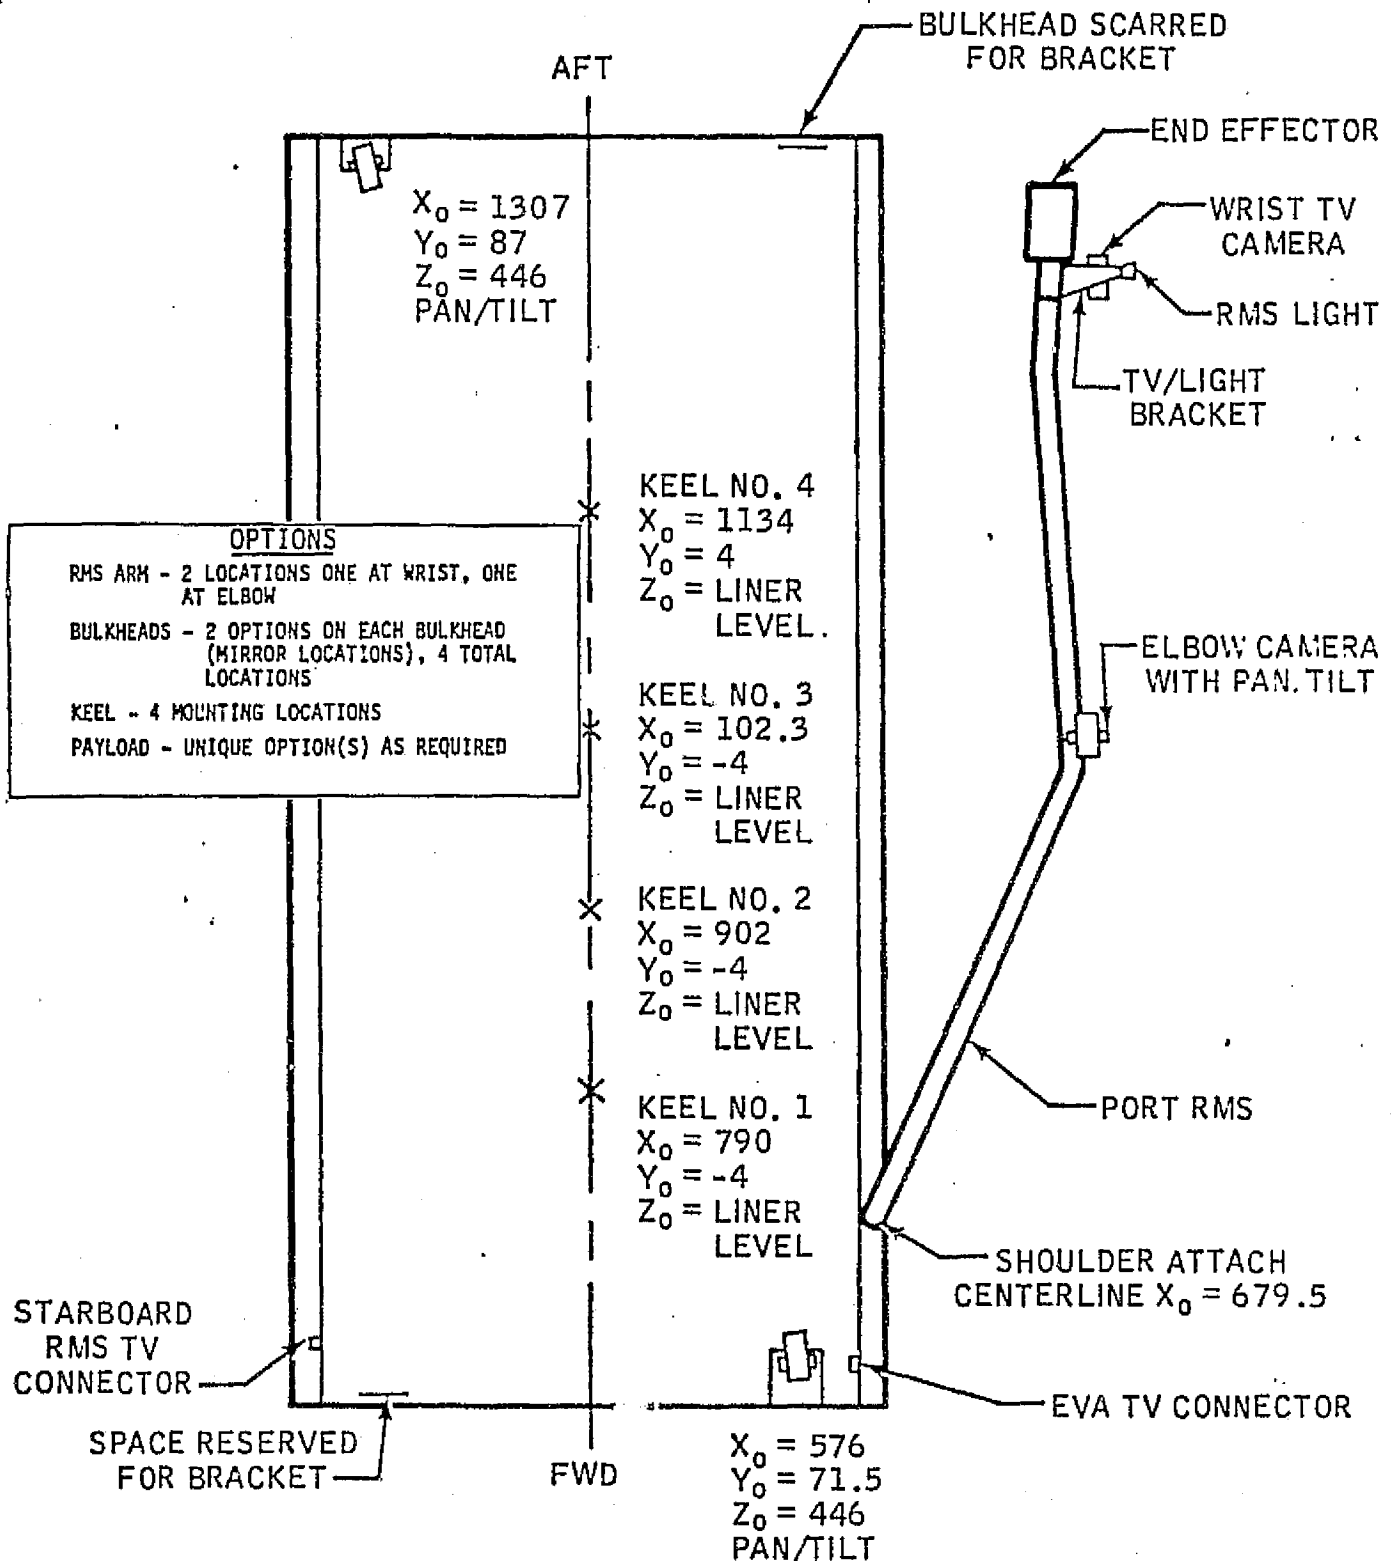 BULKHEAD SCARRED
FOR BRACKET
AFT
END EFFECTOR
X₀ = 1307
Y₀ = 87
Z₀ = 446
PAN/TILT
WRIST TV
CAMERA
RMS LIGHT
TV/LIGHT
BRACKET
KEEL NO. 4
X₀ = 1134
Y₀ = 4
Z₀ = LINER
LEVEL.
OPTIONS
RMS ARM - 2 LOCATIONS ONE AT WRIST, ONE
AT ELBOW
BULKHEADS - 2 OPTIONS ON EACH BULKHEAD
(MIRROR LOCATIONS), 4 TOTAL
LOCATIONS
KEEL - 4 MOUNTING LOCATIONS
PAYLOAD - UNIQUE OPTION(S) AS REQUIRED
ELBOW CAMERA
WITH PAN.TILT
KEEL NO. 3
X₀ = 102.3
Y₀ = -4
Z₀ = LINER
LEVEL
KEEL NO. 2
X₀ = 902
Y₀ = -4
Z₀ = LINER
LEVEL
PORT RMS
KEEL NO. 1
X₀ = 790
Y₀ = -4
Z₀ = LINER
LEVEL
SHOULDER ATTACH
CENTERLINE X₀ = 679.5
STARBOARD
RMS TV
CONNECTOR
EVA TV CONNECTOR
SPACE RESERVED
FOR BRACKET
FWD
X₀ = 576
Y₀ = 71.5
Z₀ = 446
PAN/TILT